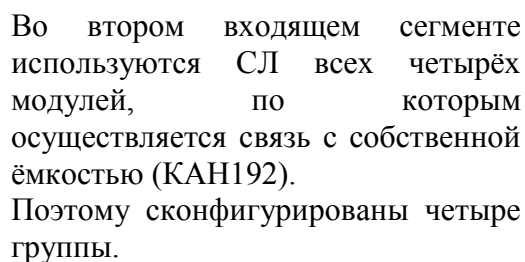 Во втором входящем сегменте
используются СЛ всех четырёх
модулей, по которым
осуществляется связь с собственной
ёмкостью (КАН192).
Поэтому сконфигурированы четыре
группы.